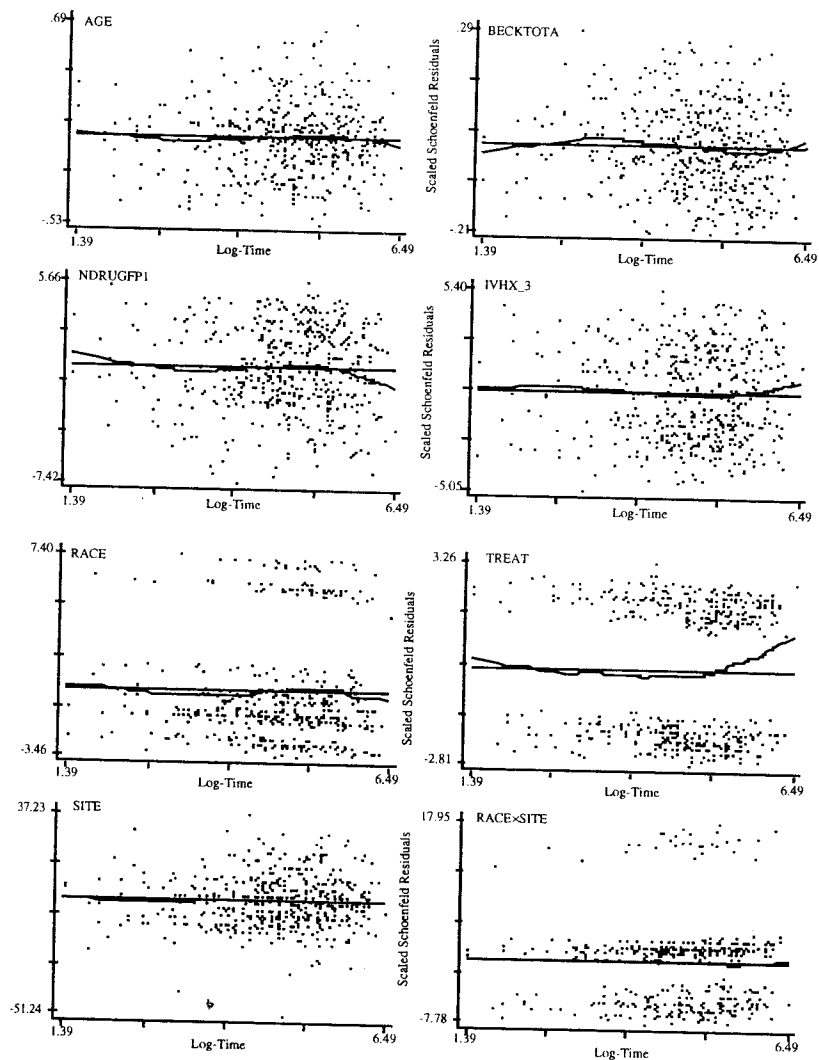 .69
AGE
-.53
1.39
6.49
Log-Time
Scaled Schoenfeld Residuals
.29
BECKTOTA
-.21
1.39
6.49
Log-Time
5.66
NDRUGFP1
-7.42
1.39
6.49
Log-Time
Scaled Schoenfeld Residuals
5.40
IVHX_3
-5.05
1.39
6.49
Log-Time
7.40
RACE
-3.46
1.39
6.49
Log-Time
Scaled Schoenfeld Residuals
3.26
TREAT
-2.81
1.39
6.49
Log-Time
37.23
SITE
-51.24
1.39
6.49
Log-Time
Scaled Schoenfeld Residuals
17.95
RACE×SITE
-7.78
1.39
6.49
Log-Time